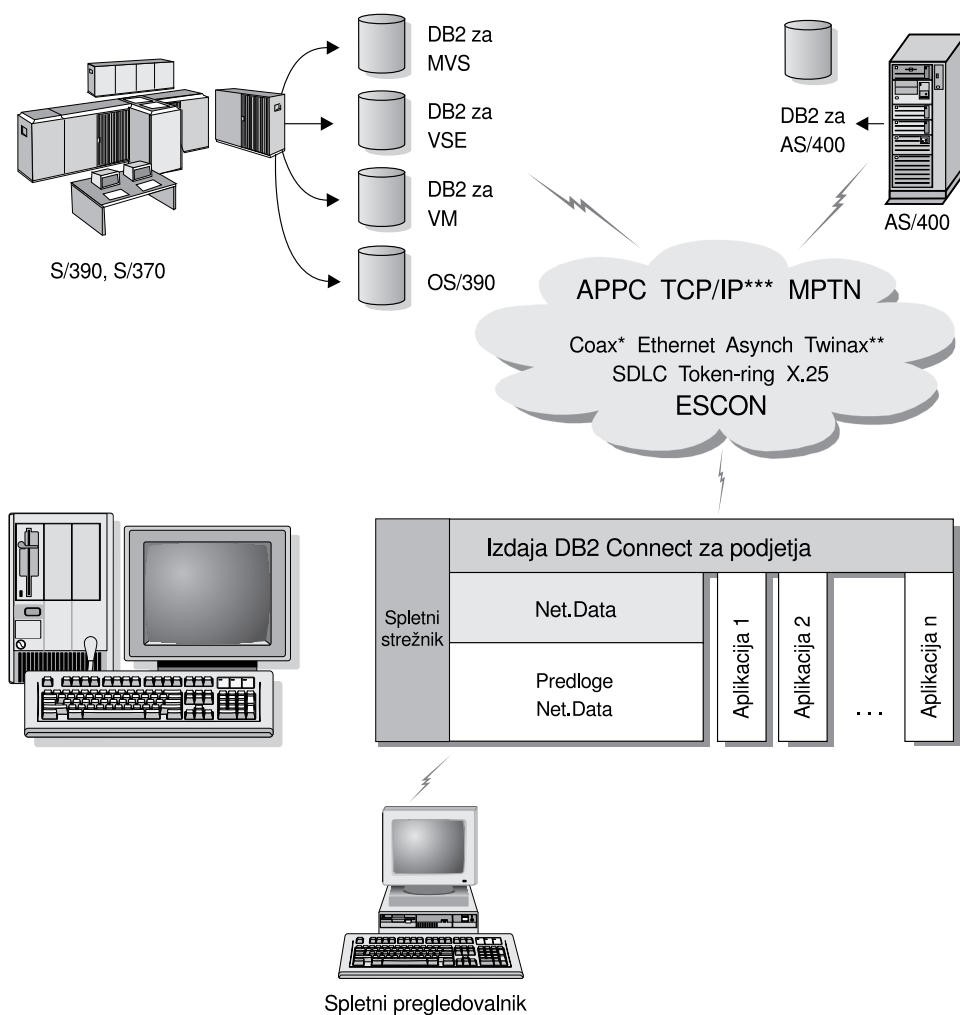 DB2 za
MVS
DB2 za
VSE
DB2 za
VM
OS/390
S/390, S/370
DB2 za
AS/400
AS/400
APPC TCP/IP*** MPTN
Coax* Ethernet Asynch Twinax**
SDLC Token-ring X.25
ESCON
Izdaja DB2 Connect za podjetja
Spletni
strežnik
Net.Data
Predloge
Net.Data
Aplikacija 1
Aplikacija 2
...
Aplikacija n
Spletni pregledovalnik